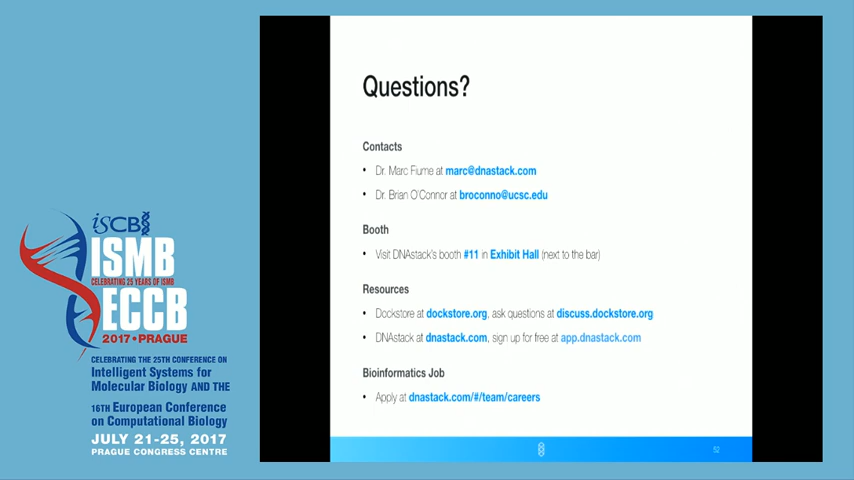 Questions?
Contacts
• Dr. Marc Fiume at marc@dnastack.com
• Dr. Brian O'Connor at broconno@ucsc.edu
Booth
• Visit DNAstack's booth #11 in Exhibit Hall (next to the bar)
Resources
• Dockstore at dockstore.org, ask questions at discuss.dockstore.org
• DNAstack at dnastack.com, sign up for free at app.dnastack.com
Bioinformatics Job
• Apply at dnastack.com/#/team/careers
52
iSCB
ISMB
CELEBRATING 25 YEARS OF ISMB
ECCB
2017 • PRAGUE
CELEBRATING THE 25TH CONFERENCE ON
Intelligent Systems for
Molecular Biology AND THE
16TH European Conference
on Computational Biology
JULY 21-25, 2017
PRAGUE CONGRESS CENTRE